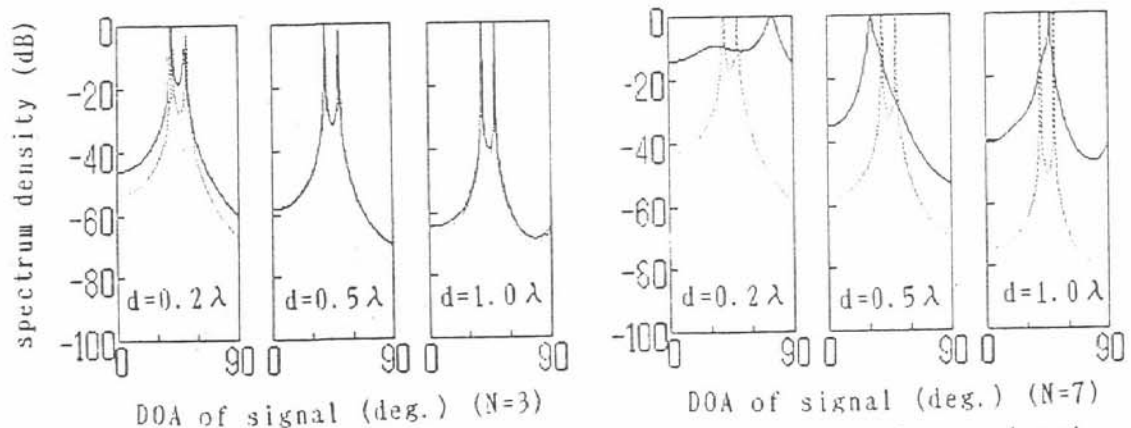 spectrum density (dB)
0
-20
-40
-60
-80
-100
d=0.2λ
d=0.5λ
d=1.0λ
0 90
0 90
0 90
DOA of signal (deg.) (N=3)
0
-20
-40
-60
-80
-100
d=0.2λ
d=0.5λ
d=1.0λ
0 90
0 90
0 90
DOA of signal (deg.) (N=7)